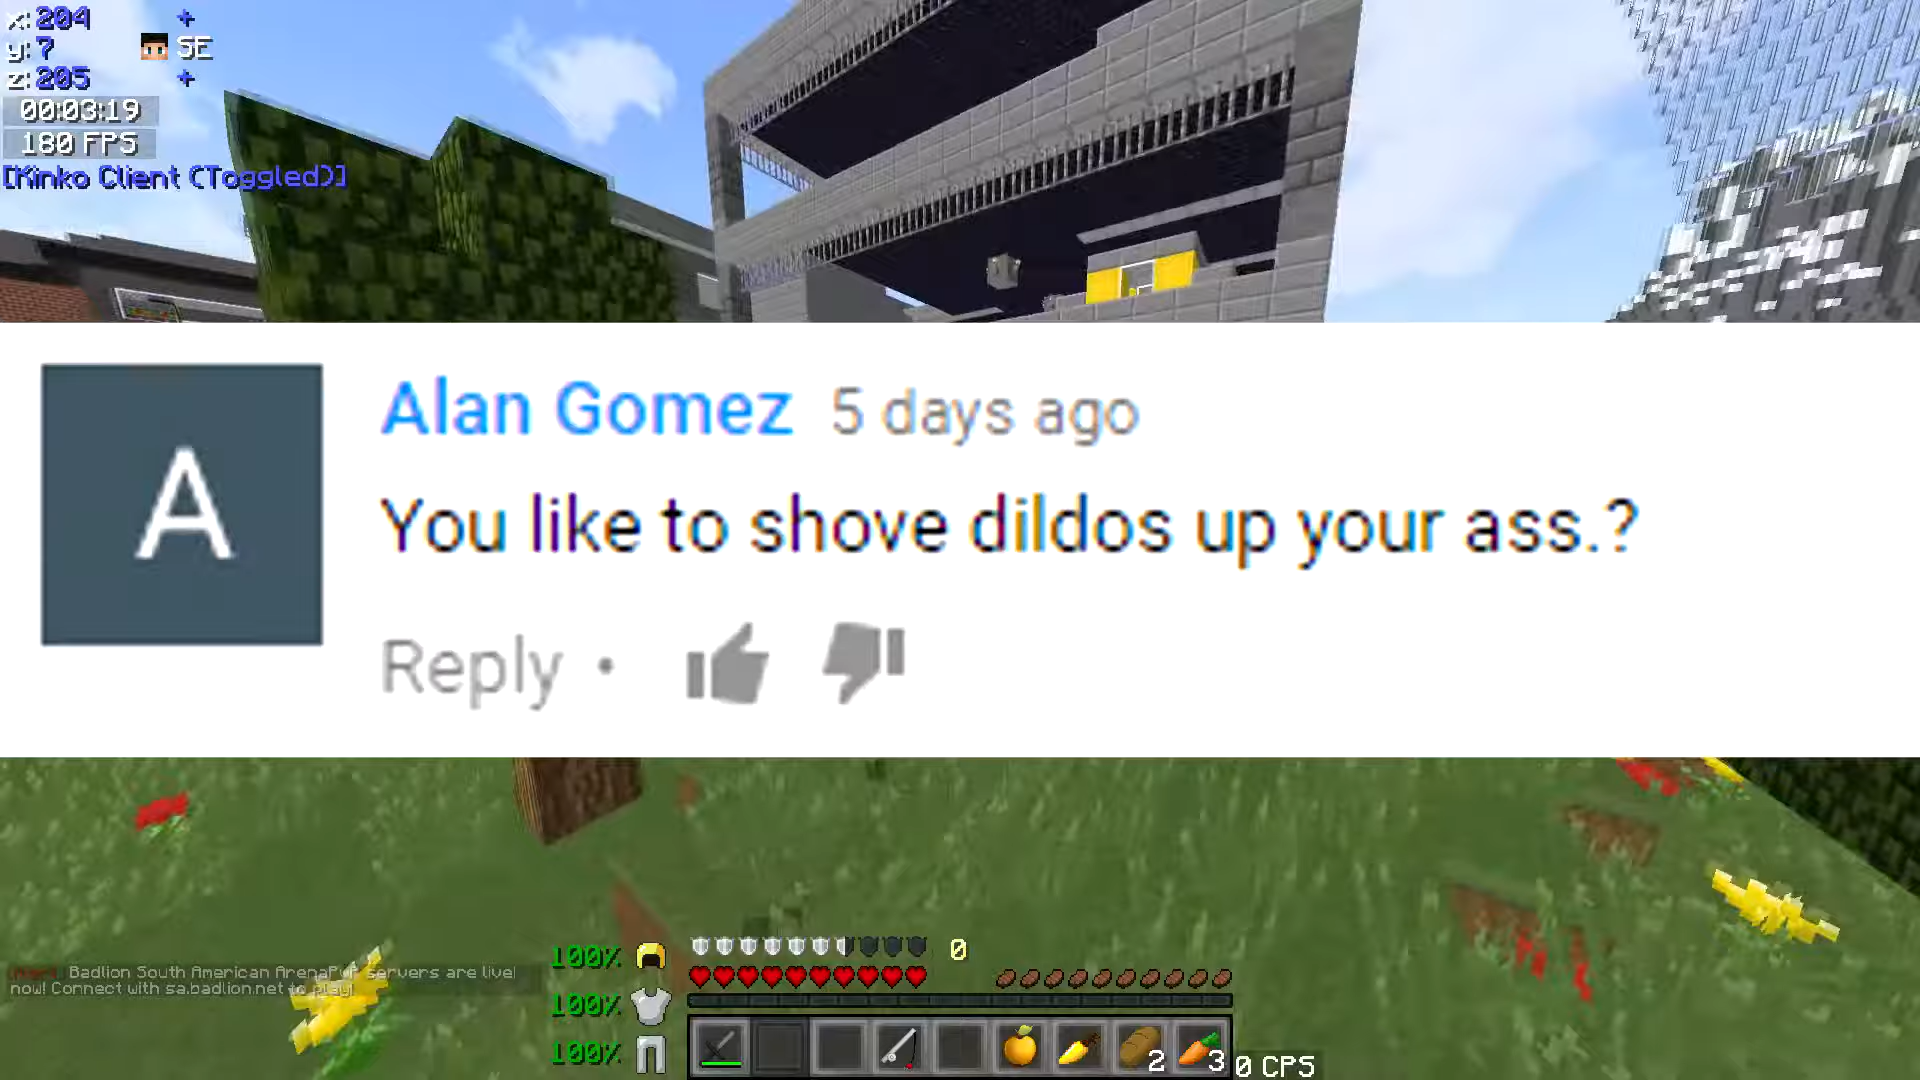 x: 204 +
y: 7 SE
z: 205 +
00:03:19
180 FPS
[Kinko Client (Toggled)]
A
Alan Gomez 5 days ago
You like to shove dildos up your ass.?
Reply •
100% 0
Badlion South American ArenaPvP servers are live!
now! Connect with sa.badlion.net to play!
100%
100%
2 3 0 CPS